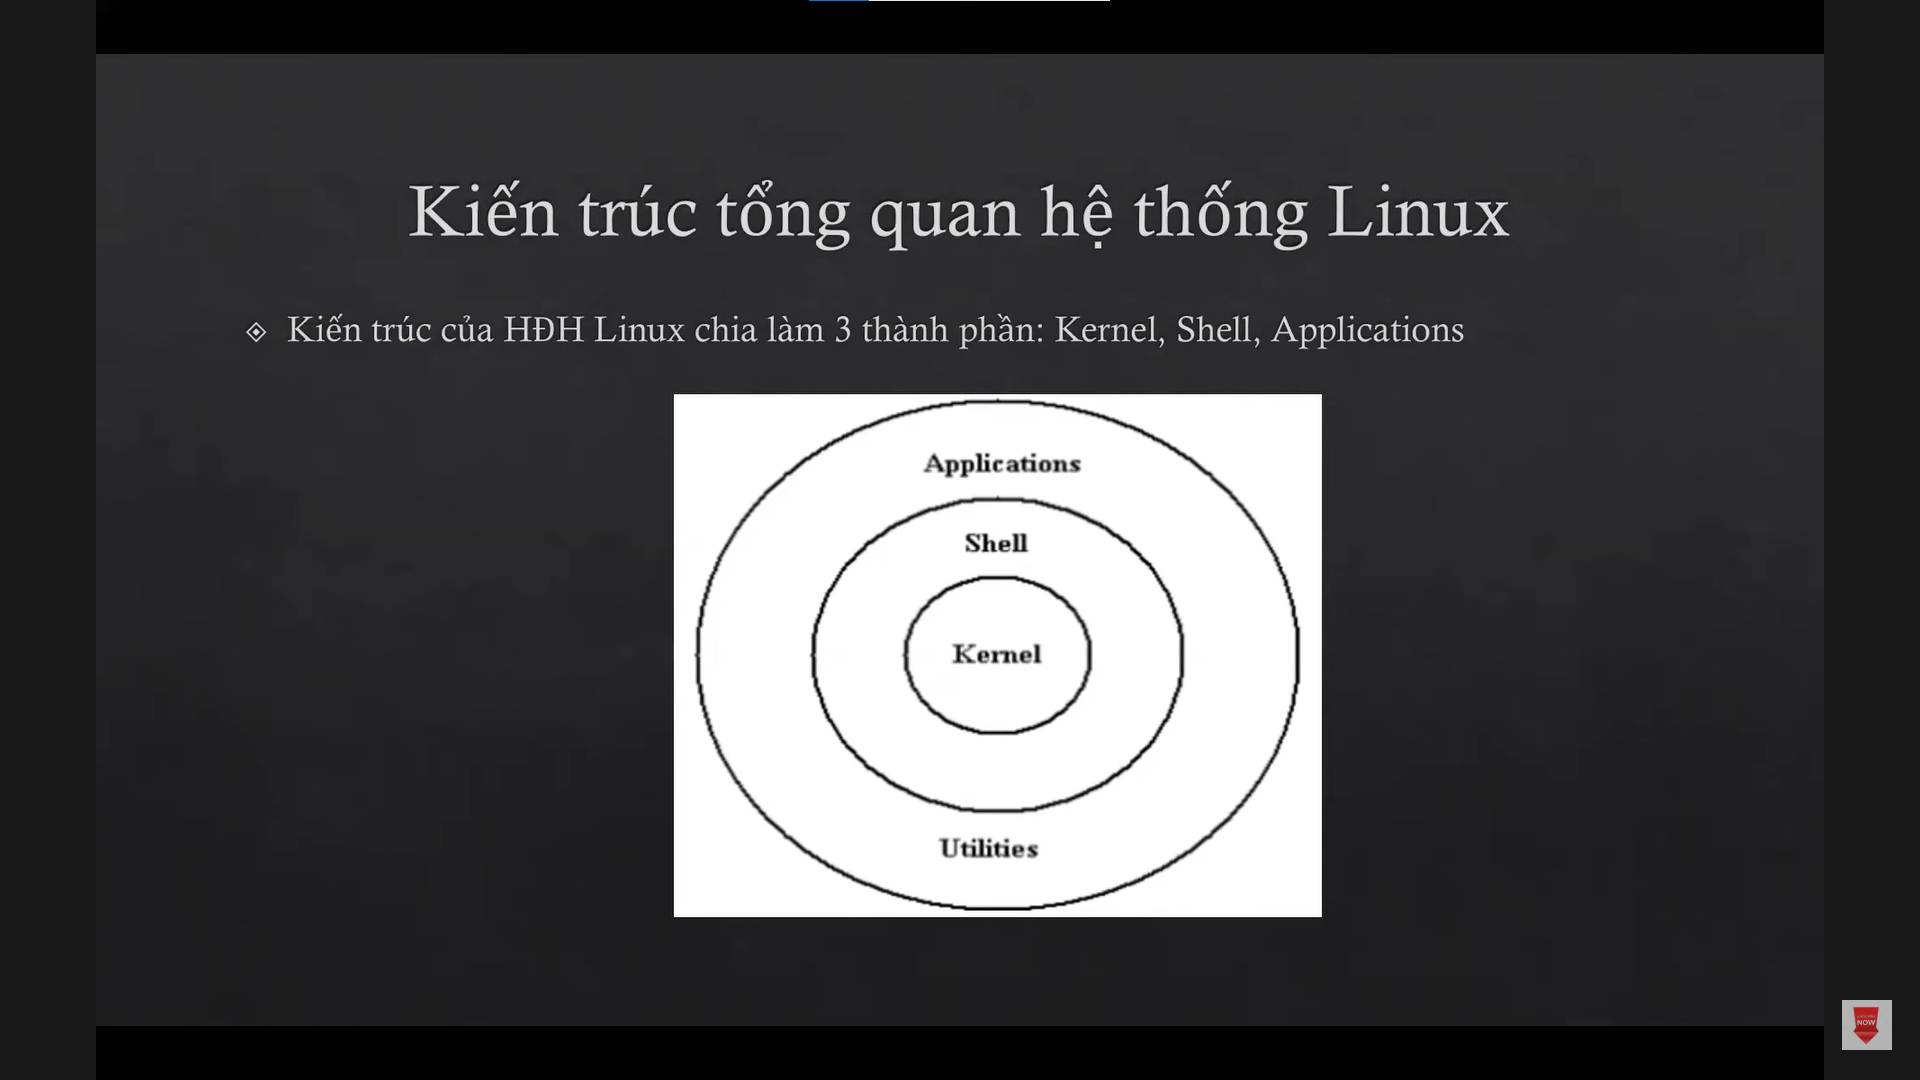 Kiến trúc tổng quan hệ thống Linux
Kiến trúc của HĐH Linux chia làm 3 thành phần: Kernel, Shell, Applications
Applications
Shell
Kernel
Utilities
NOW